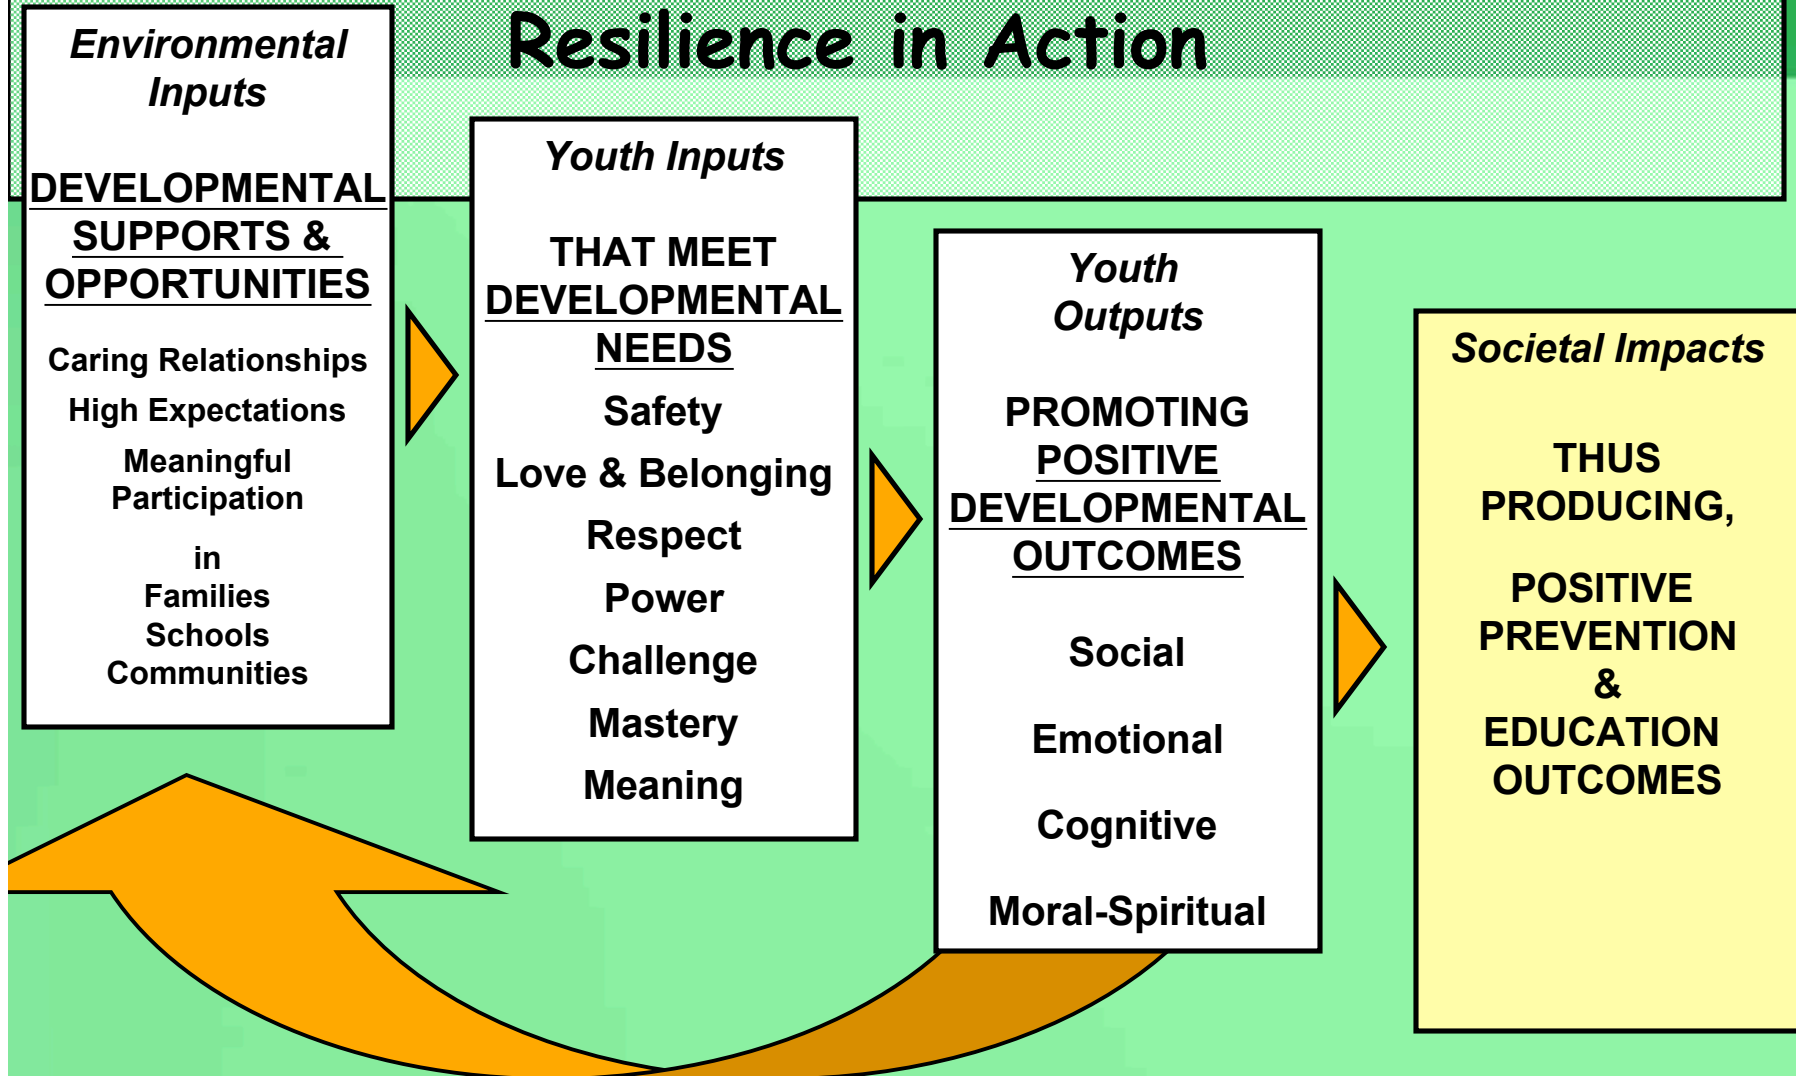 Resilience in Action
Environmental
Inputs
DEVELOPMENTAL
SUPPORTS &
OPPORTUNITIES
Caring Relationships
High Expectations
Meaningful
Participation
in
Families
Schools
Communities
Youth Inputs
THAT MEET
DEVELOPMENTAL
NEEDS
Safety
Love & Belonging
Respect
Power
Challenge
Mastery
Meaning
Youth
Outputs
PROMOTING
POSITIVE
DEVELOPMENTAL
OUTCOMES
Social
Emotional
Cognitive
Moral-Spiritual
Societal Impacts
THUS
PRODUCING,
POSITIVE
PREVENTION
&
EDUCATION
OUTCOMES